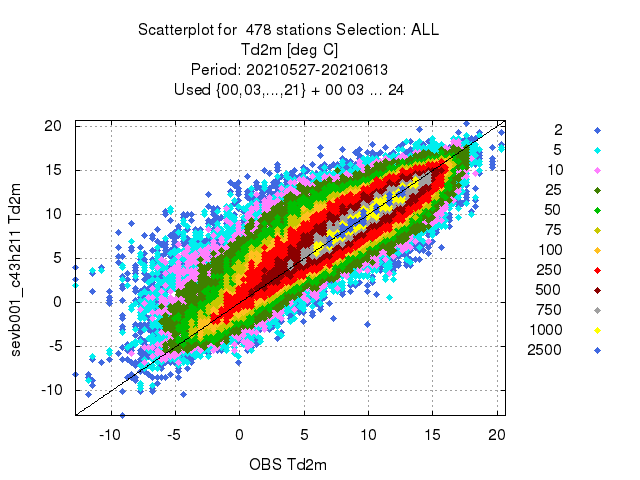 Scatterplot for  478 stations Selection: ALL
Td2m [deg C]
Period: 20210527-20210613
Used {00,03,...,21} + 00 03 ... 24
20
15
10
5
0
-5
-10
sevb001_c43h211 Td2m
-10 -5 0 5 10 15 20
OBS Td2m
2
5
10
25
50
75
100
250
500
750
1000
2500